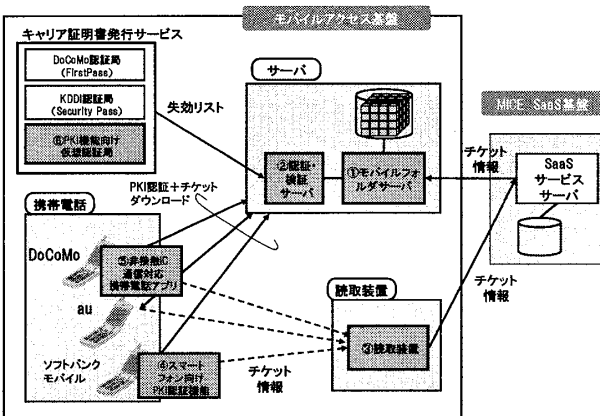 モバイルアクセス基盤
キャリア証明書発行サービス
DoCoMo認証局
(FirstPass)
KDDI認証局
(Security Pass)
⑥PKI機能向け
仮想認証局
失効リスト
サーバ
②認証・
検証
サーバ
①モバイルフォ
ルダサーバ
MICE SaaS基盤
チケット
情報
SaaS
サービス
サーバ
PKI認証+チケット
ダウンロード
携帯電話
DoCoMo
⑤非接触IC
通信対応
携帯電話アプリ
au
ソフトバンク
モバイル
④スマート
フォン向け
PKI認証機能
チケット
情報
読取装置
③読取装置
チケット
情報